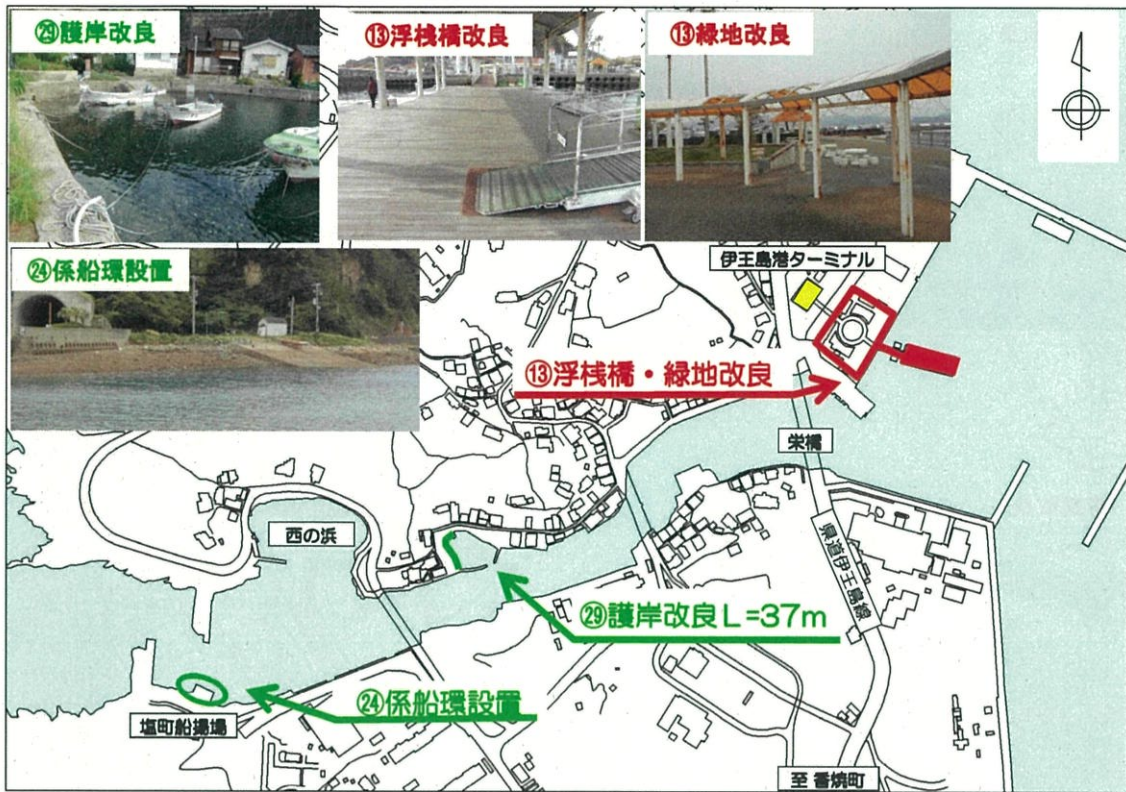 ㉙護岸改良
⑬浮桟橋改良
⑬緑地改良
㉔係船環設置
伊王島港ターミナル
⑬浮桟橋・緑地改良
栄橋
西の浜
県道伊王島線
㉙護岸改良L=37m
㉔係船環設置
塩町船揚場
至 香焼町